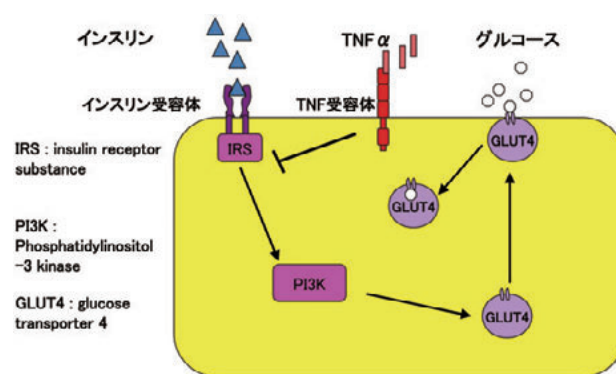 インスリン
TNFα
グルコース
インスリン受容体
TNF受容体
GLUT4
IRS
IRS : insulin receptor
substance
GLUT4
PI3K :
Phosphatidylinositol
-3 kinase
PI3K
GLUT4 : glucose
transporter 4
GLUT4